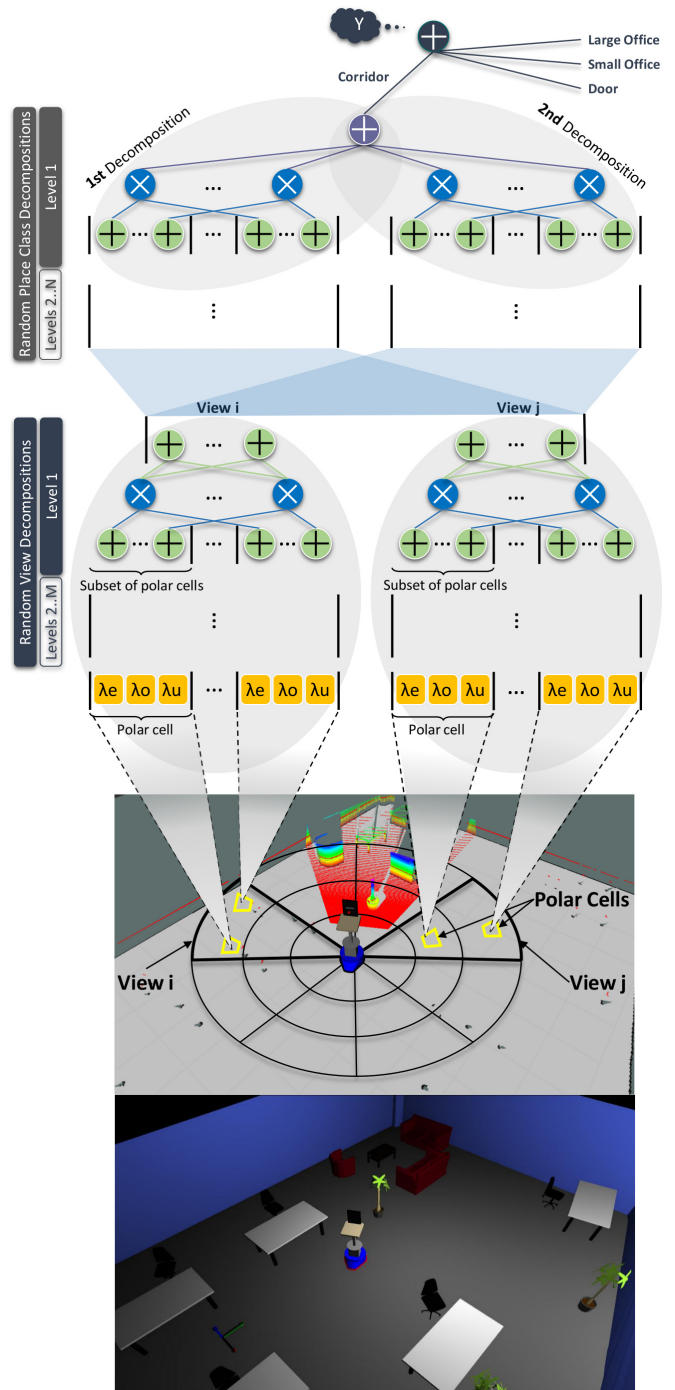 Y
Large Office
Small Office
Door
Corridor
1st Decomposition
2nd Decomposition
Random Place Class Decompositions
Level 1
Levels 2..N
... ...
... ... ... ... ... ...
⋮ ⋮
View i View j
Random View Decompositions
Level 1
Levels 2..M
... ...
... ...
... ... ... ... ... ...
Subset of polar cells Subset of polar cells
⋮ ⋮
λe λo λu ... λe λo λu λe λo λu ... λe λo λu
Polar cell Polar cell
Polar Cells
View i View j